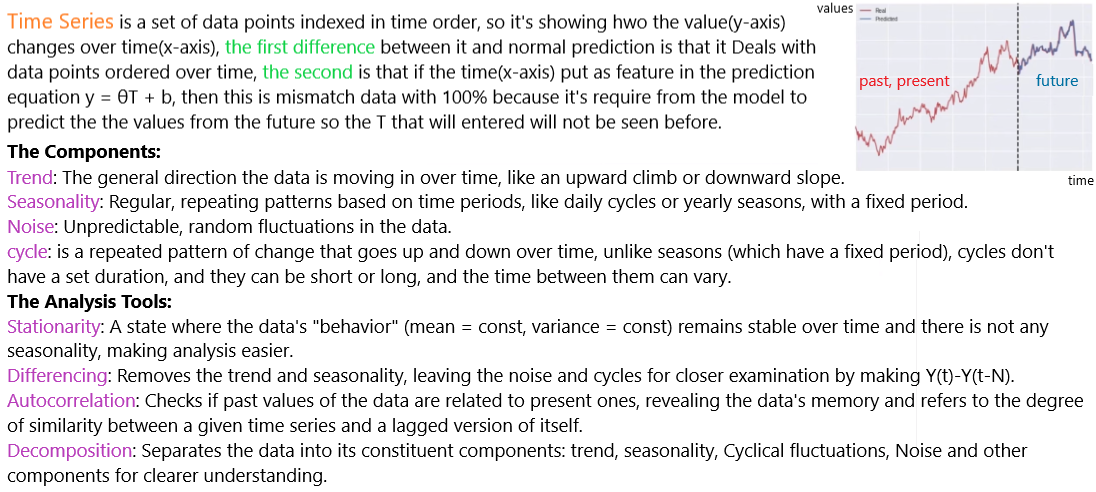 Time Series is a set of data points indexed in time order, so it's showing hwo the value(y-axis)
changes over time(x-axis), the first difference between it and normal prediction is that it Deals with
data points ordered over time, the second is that if the time(x-axis) put as feature in the prediction
equation y = θT + b, then this is mismatch data with 100% because it's require from the model to
predict the the values from the future so the T that will entered will not be seen before.
values
Real
Predicted
past, present
future
time
The Components:
Trend: The general direction the data is moving in over time, like an upward climb or downward slope.
Seasonality: Regular, repeating patterns based on time periods, like daily cycles or yearly seasons, with a fixed period.
Noise: Unpredictable, random fluctuations in the data.
cycle: is a repeated pattern of change that goes up and down over time, unlike seasons (which have a fixed period), cycles don't
have a set duration, and they can be short or long, and the time between them can vary.
The Analysis Tools:
Stationarity: A state where the data's "behavior" (mean = const, variance = const) remains stable over time and there is not any
seasonality, making analysis easier.
Differencing: Removes the trend and seasonality, leaving the noise and cycles for closer examination by making Y(t)-Y(t-N).
Autocorrelation: Checks if past values of the data are related to present ones, revealing the data's memory and refers to the degree
of similarity between a given time series and a lagged version of itself.
Decomposition: Separates the data into its constituent components: trend, seasonality, Cyclical fluctuations, Noise and other
components for clearer understanding.